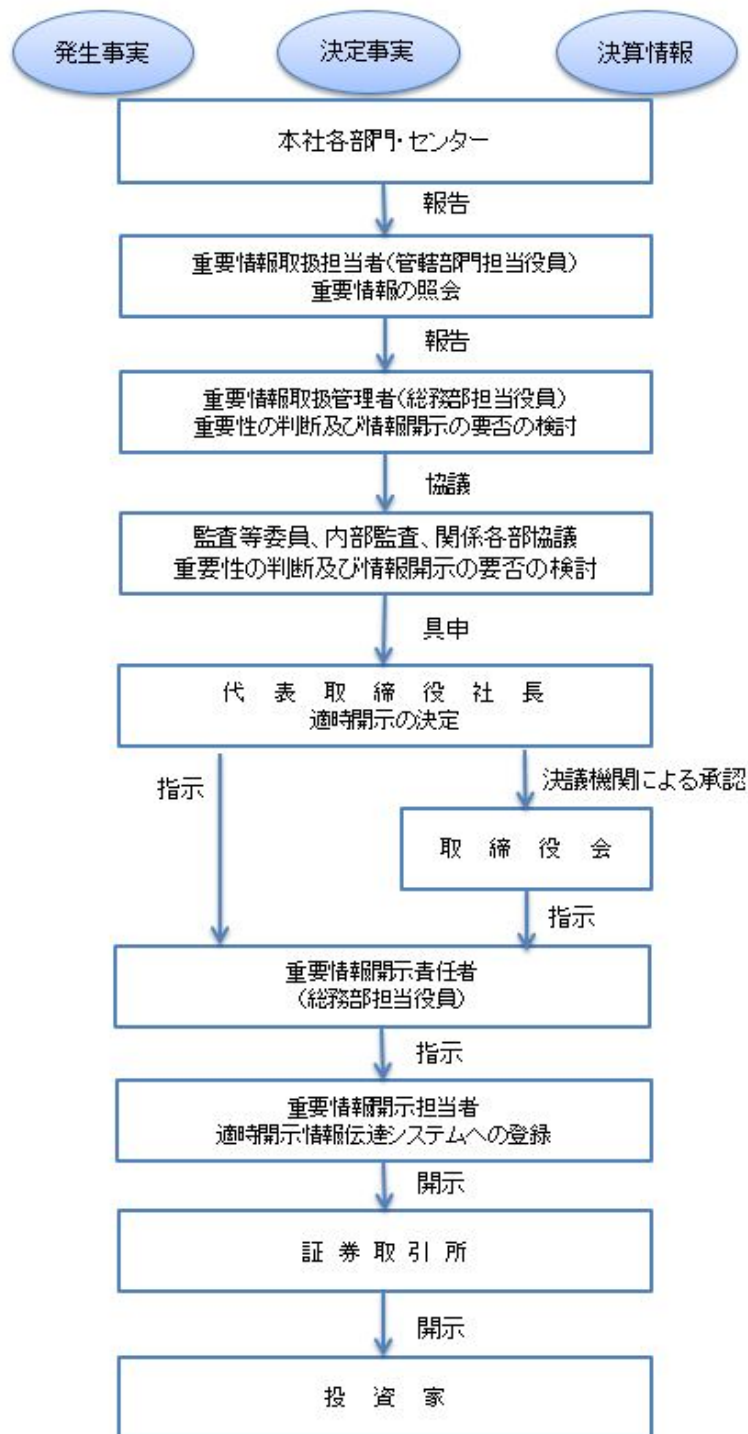 発生事実
決定事実
決算情報
本社各部門・センター
報告
重要情報取扱担当者(管轄部門担当役員)
重要情報の照会
報告
重要情報取扱管理者(総務部担当役員)
重要性の判断及び情報開示の要否の検討
協議
監査等委員、内部監査、関係各部協議
重要性の判断及び情報開示の要否の検討
具申
代 表 取 締 役 社 長
適時開示の決定
指示
決議機関による承認
取 締 役 会
指示
重要情報開示責任者
(総務部担当役員)
指示
重要情報開示担当者
適時開示情報伝達システムへの登録
開示
証 券 取 引 所
開示
投 資 家